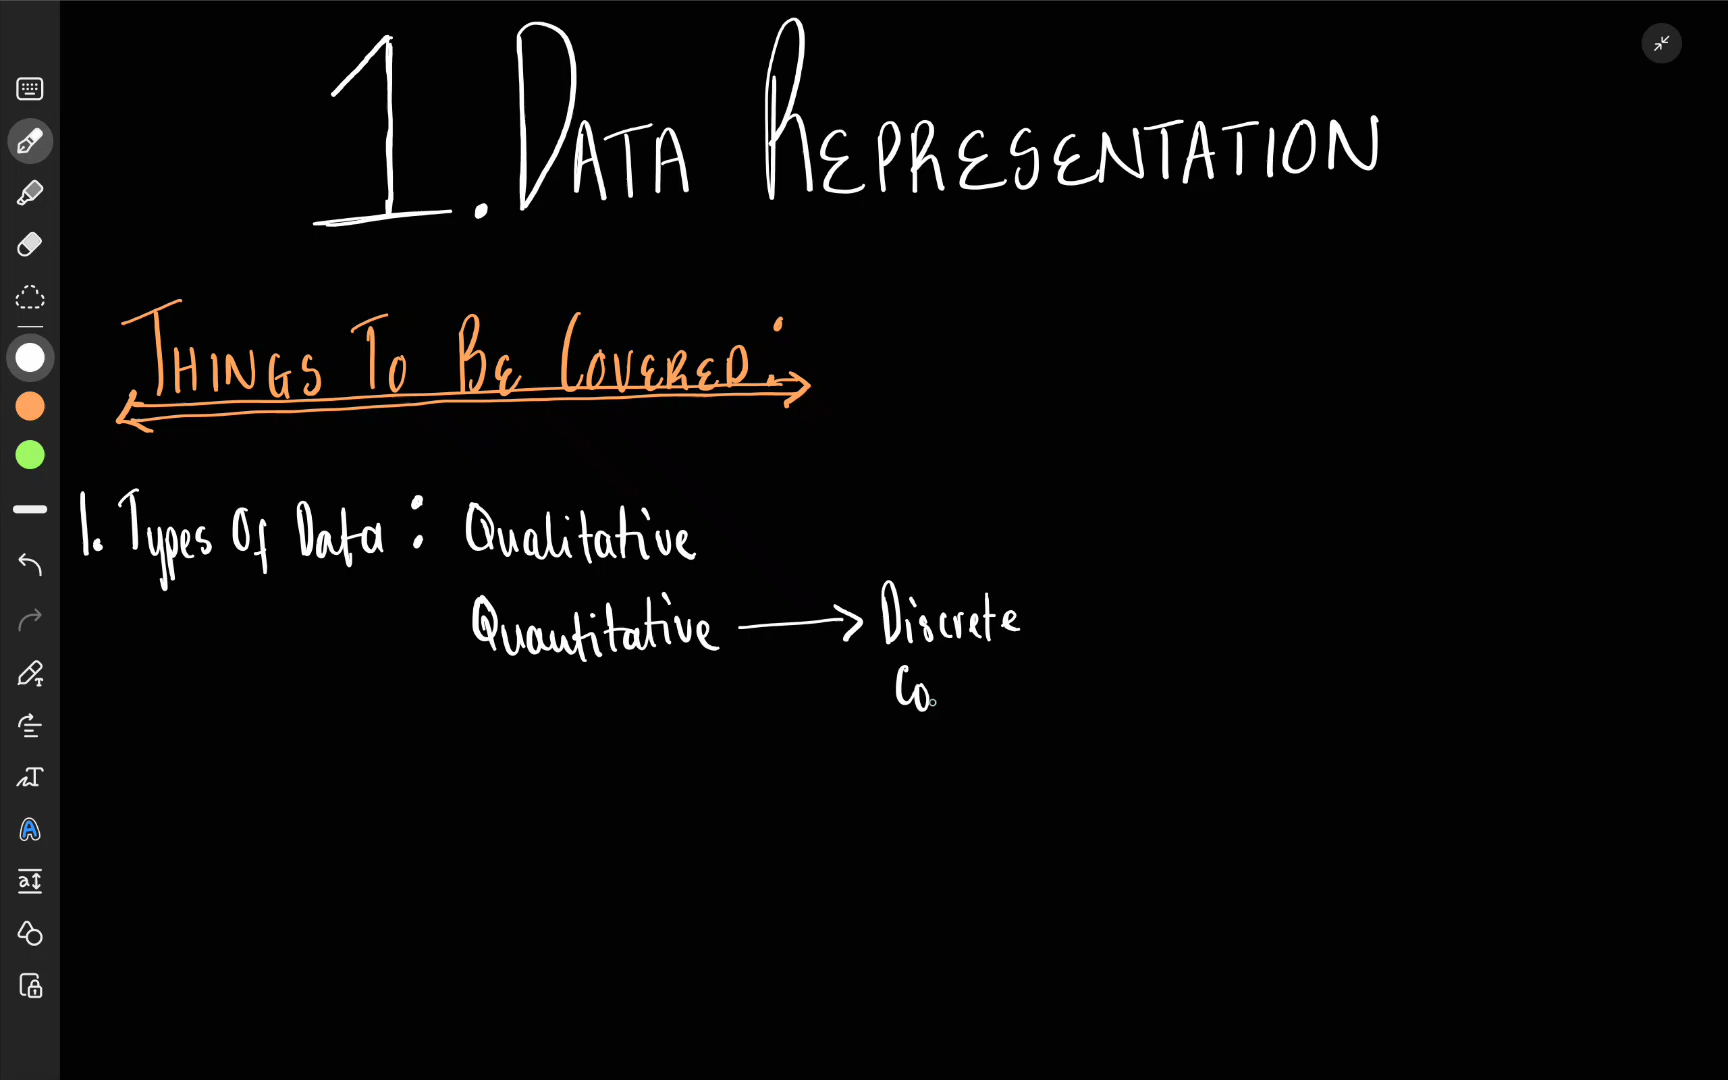 1. DATA REPRESENTATION
THINGS TO BE COVERED:
1. Types Of Data: Qualitative
Quantitative → Discrete
Co